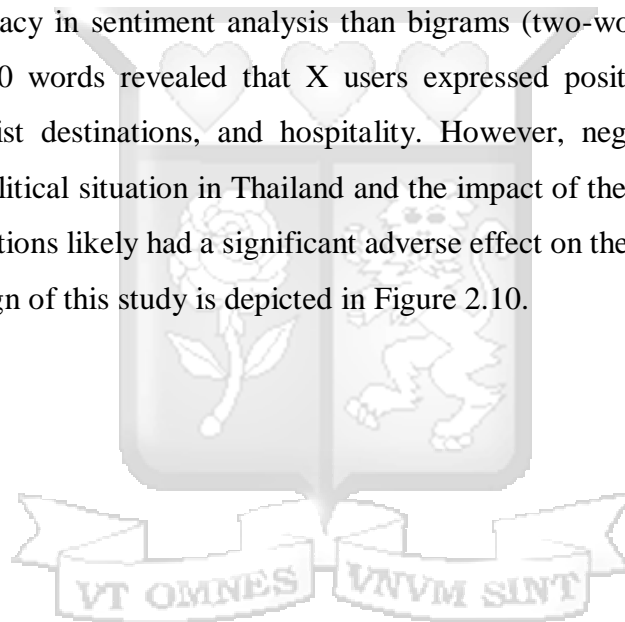 acy in sentiment analysis than bigrams (two-wo
0 words revealed that X users expressed posit
ist destinations, and hospitality. However, neg
litical situation in Thailand and the impact of the
tions likely had a significant adverse effect on the
gn of this study is depicted in Figure 2.10.
VT OMNES VNVM SINT